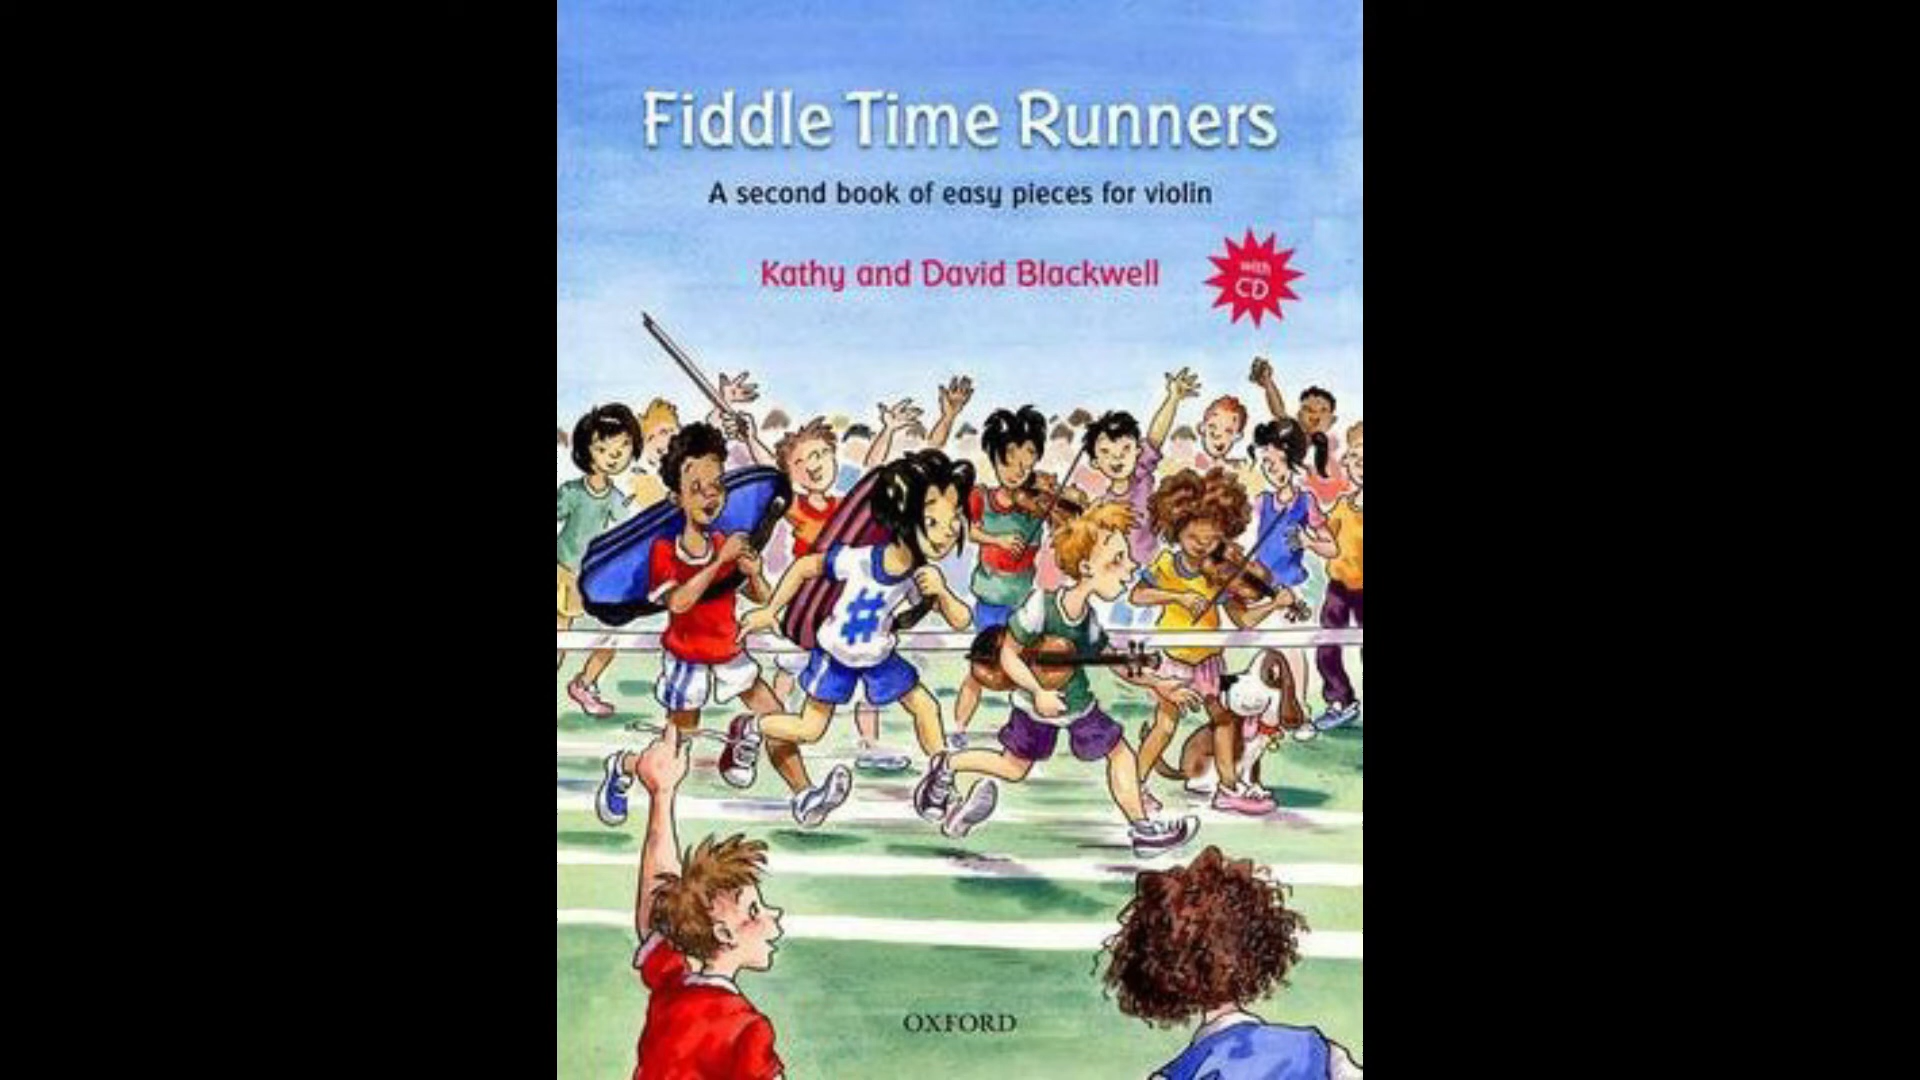 Fiddle Time Runners
A second book of easy pieces for violin
Kathy and David Blackwell
with
CD
#
OXFORD